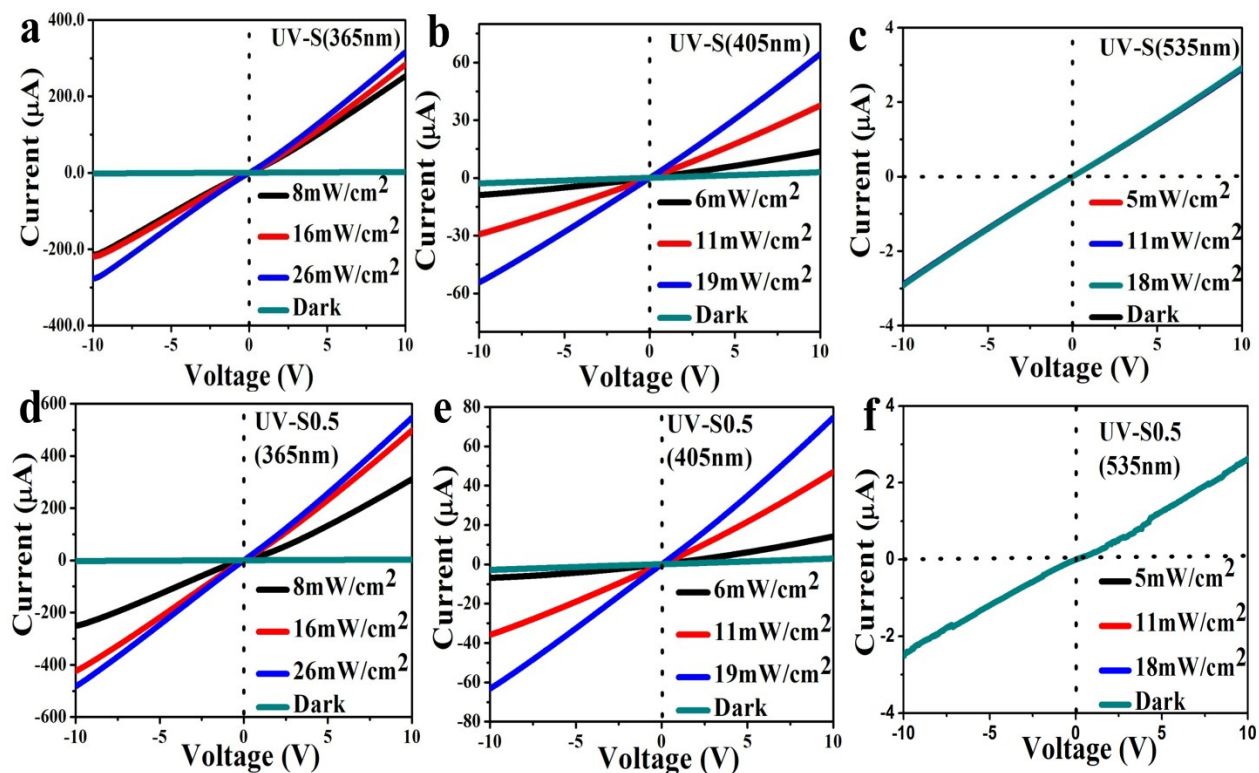 a
UV-S(365nm)
400.0
200.0
0.0
-200.0
-400.0
Current (μA)
8mW/cm²
16mW/cm²
26mW/cm²
Dark
-10 -5 0 5 10
Voltage (V)
b
UV-S(405nm)
60
30
0
-30
-60
Current (μA)
6mW/cm²
11mW/cm²
19mW/cm²
Dark
-10 -5 0 5 10
Voltage (V)
c
UV-S(535nm)
4
2
0
-2
-4
Current (μA)
5mW/cm²
11mW/cm²
18mW/cm²
Dark
-10 -5 0 5 10
Voltage (V)
d
UV-S0.5
(365nm)
600
400
200
0
-200
-400
-600
Current (μA)
8mW/cm²
16mW/cm²
26mW/cm²
Dark
-10 -5 0 5 10
Voltage (V)
e
UV-S0.5
(405nm)
80
60
40
20
0
-20
-40
-60
-80
Current (μA)
6mW/cm²
11mW/cm²
19mW/cm²
Dark
-10 -5 0 5 10
Voltage (V)
f
UV-S0.5
(535nm)
4
2
0
-2
-4
Current (μA)
5mW/cm²
11mW/cm²
18mW/cm²
Dark
-10 -5 0 5 10
Voltage (V)